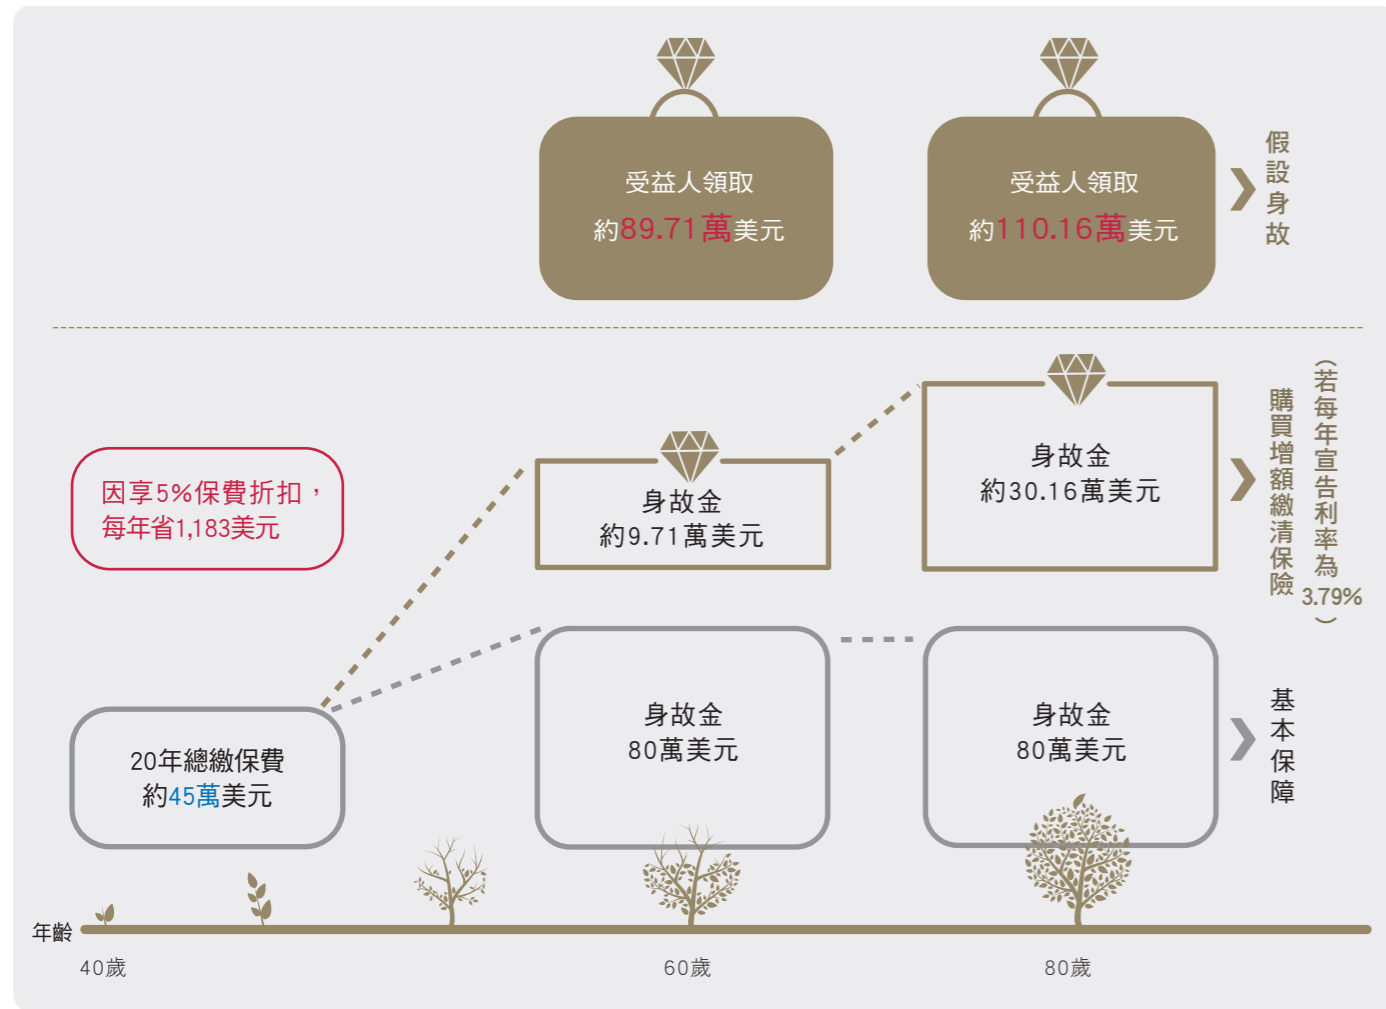 受益人領取
約89.71萬美元
受益人領取
約110.16萬美元
假設身故
因享5%保費折扣，
每年省1,183美元
身故金
約9.71萬美元
身故金
約30.16萬美元
購買增額繳清保險
（若每年宣告利率為3.79%）
20年總繳保費
約45萬美元
身故金
80萬美元
身故金
80萬美元
基本保障
年齡
40歲
60歲
80歲